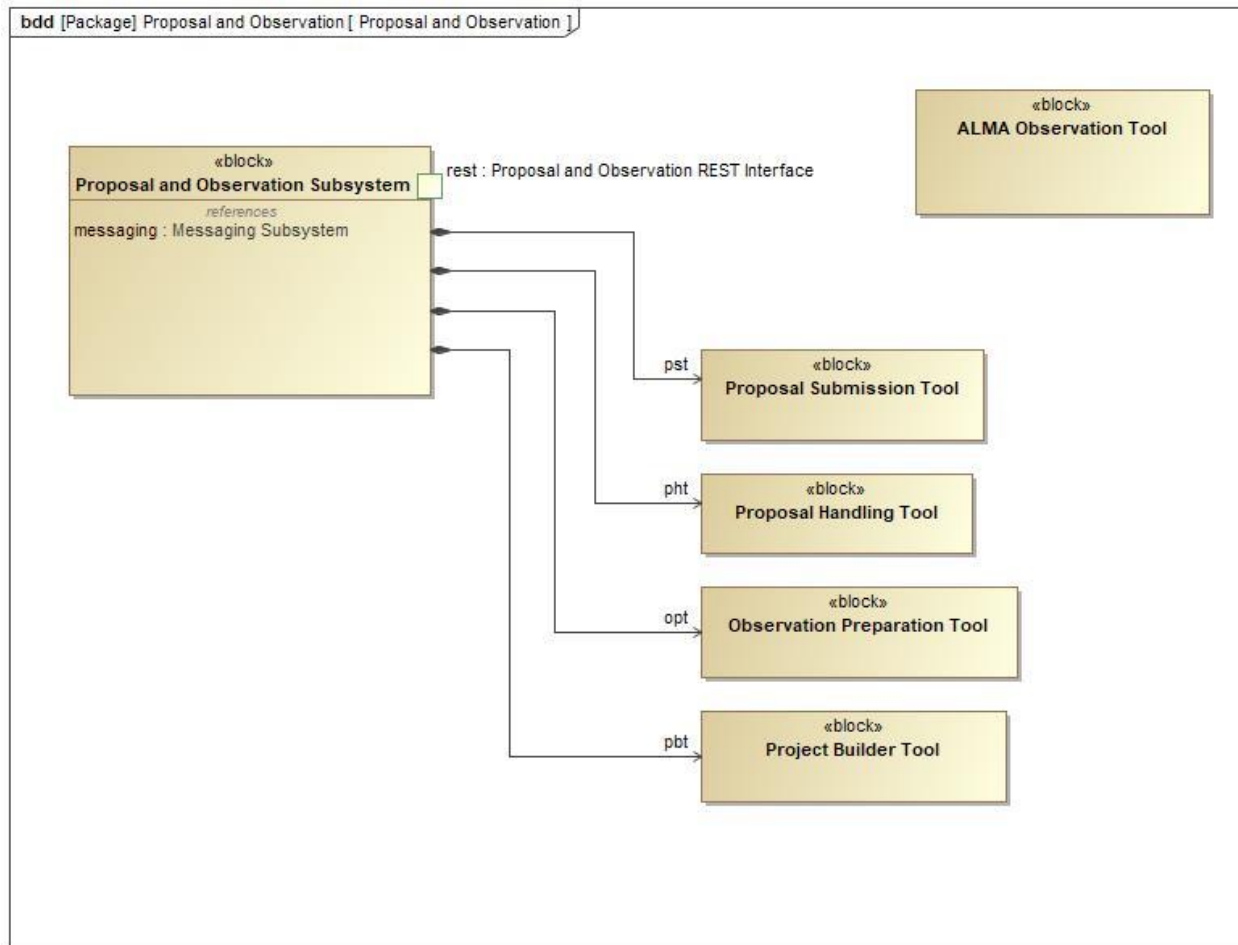 bdd [Package] Proposal and Observation [ Proposal and Observation ]
«block»
ALMA Observation Tool
«block»
Proposal and Observation Subsystem
rest : Proposal and Observation REST Interface
references
messaging : Messaging Subsystem
pst
«block»
Proposal Submission Tool
pht
«block»
Proposal Handling Tool
opt
«block»
Observation Preparation Tool
pbt
«block»
Project Builder Tool